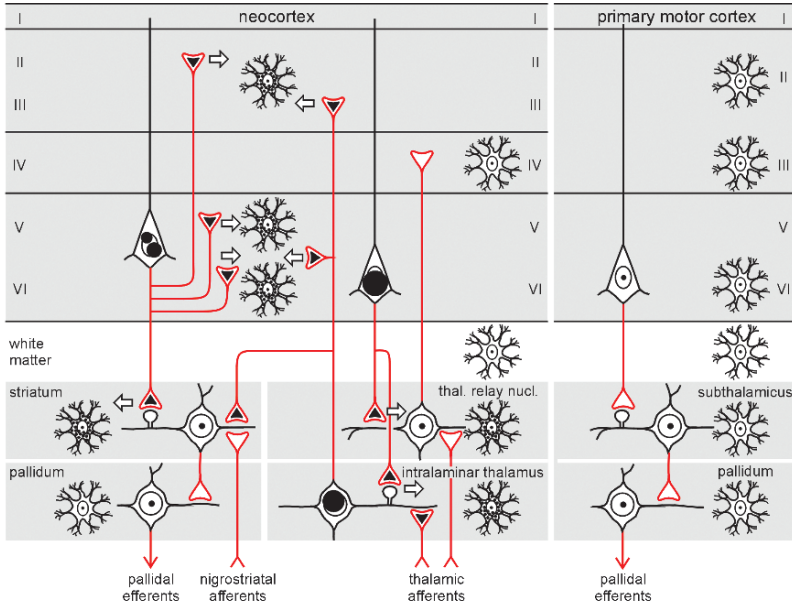 I neocortex I
primary motor cortex I
II II II
III III
IV IV III
V V V
VI VI VI
white
matter
striatum thal. relay nucl. subthalamicus
pallidum intralaminar thalamus pallidum
pallidal
efferents
nigrostriatal
afferents
thalamic
afferents
pallidal
efferents